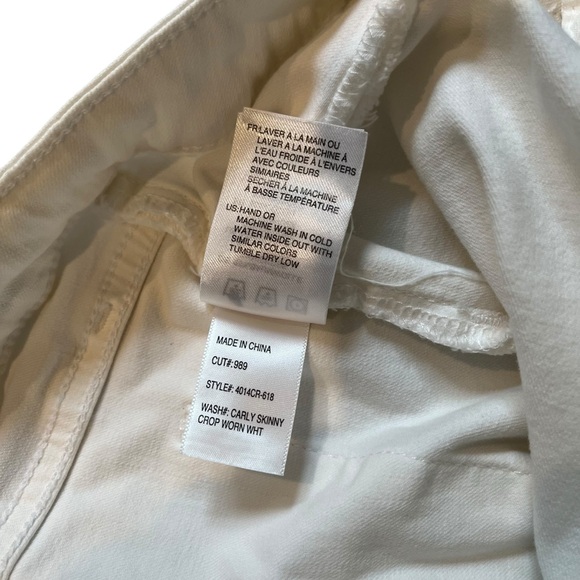 FR:LAVER A LA MAIN OU
LAVER A LA MACHINE À
L'EAU FROIDE À L'ENVERS
AVEC COULEURS
SIMIAIRES
SECHER À LA MACHINE
À BASSE TEMPÉRATURE
US:HAND OR
MACHINE WASH IN COLD
WATER INSIDE OUT WITH
SIMILAR COLORS
TUMBLE DRY LOW
MADE IN CHINA
CUT#:989
STYLE#: 4014CR-618
WASH#: CARLY SKINNY
CROP WORN WHT